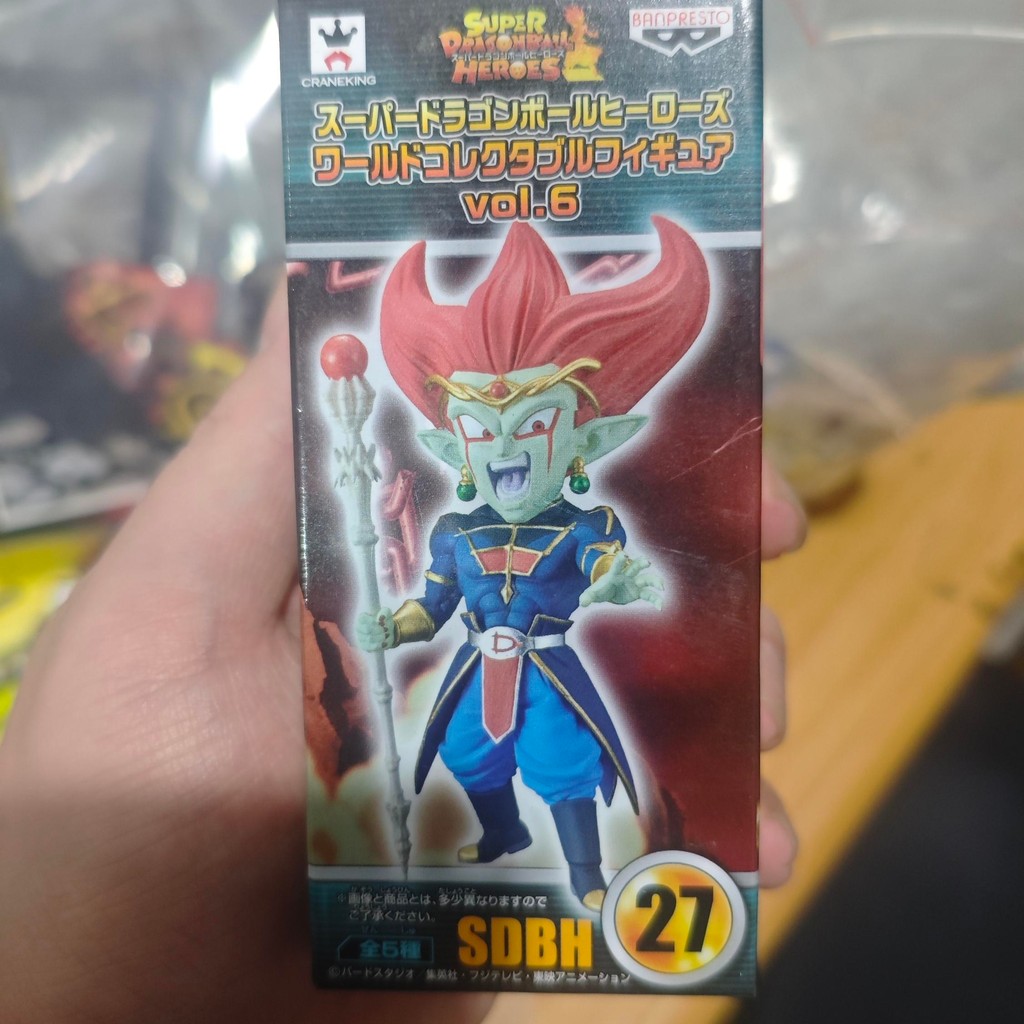 CRANEKING
SUPER
DRAGONBALL
スーパードラゴンボールヒーローズ
HEROES
BANPRESTO
スーパードラゴンボールヒーローズ
ワールドコレクタブルフィギュア
vol.6
D
※画像と商品とは、多少異なりますので
ご了承ください。
全5種
SDBH
27
©バードスタジオ 集英社・フジテレビ・東映アニメーション